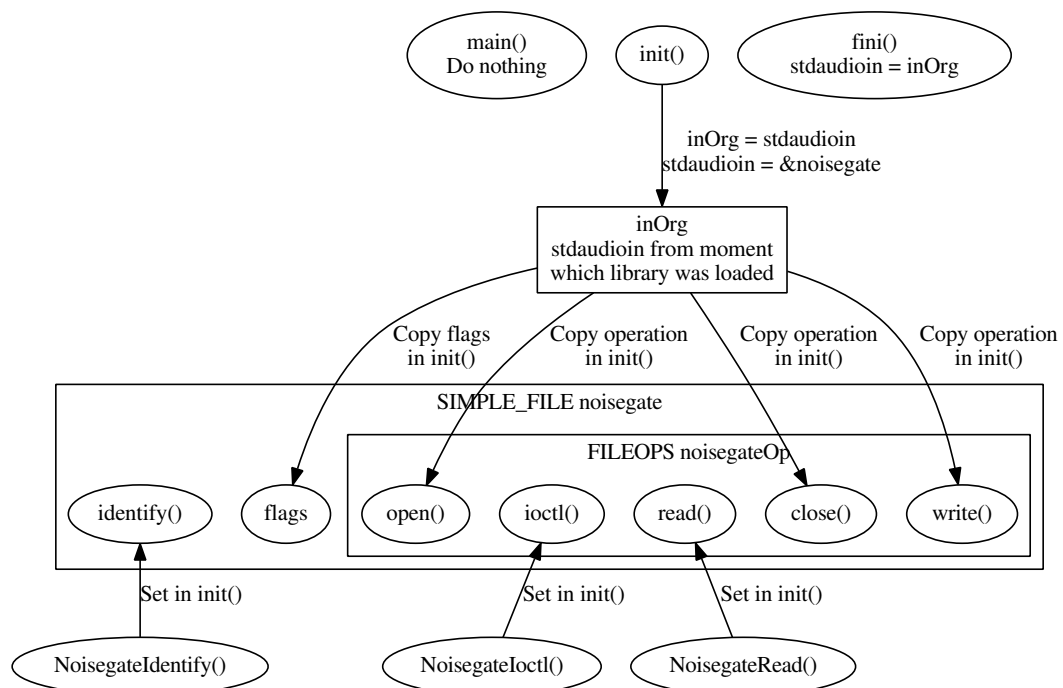 main()
Do nothing
init()
fini()
stdaudioin = inOrg
inOrg = stdaudioin
stdaudioin = &noisegate
inOrg
stdaudioin from moment
which library was loaded
Copy flags
in init()
Copy operation
in init()
Copy operation
in init()
Copy operation
in init()
SIMPLE_FILE noisegate
FILEOPS noisegateOp
identify()
flags
open()
ioctl()
read()
close()
write()
Set in init()
Set in init()
Set in init()
NoisegateIdentify()
NoisegateIoctl()
NoisegateRead()